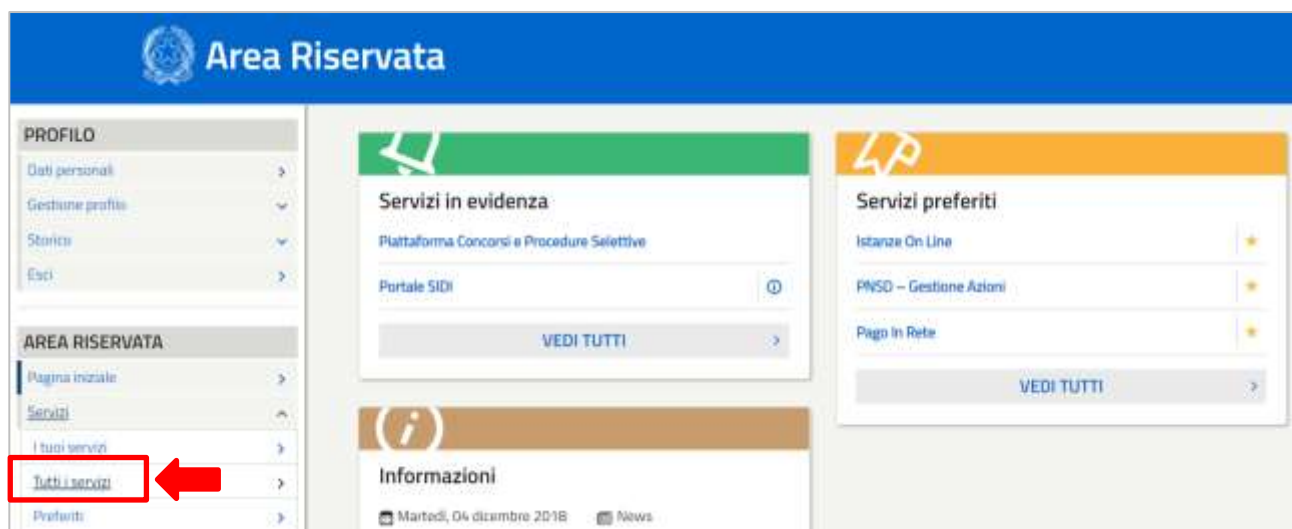 Area Riservata
PROFILO
Dati personali
Gestione profilo
Storico
Esci
AREA RISERVATA
Pagina iniziale
Servizi
I tuoi servizi
Tutti i servizi
Preferiti
Servizi in evidenza
Piattaforma Concorsi e Procedure Selettive
Portale SIDI
VEDI TUTTI
Informazioni
Martedì, 04 dicembre 2018 News
Servizi preferiti
Istanze On Line
PNSD – Gestione Azioni
Pago In Rete
VEDI TUTTI